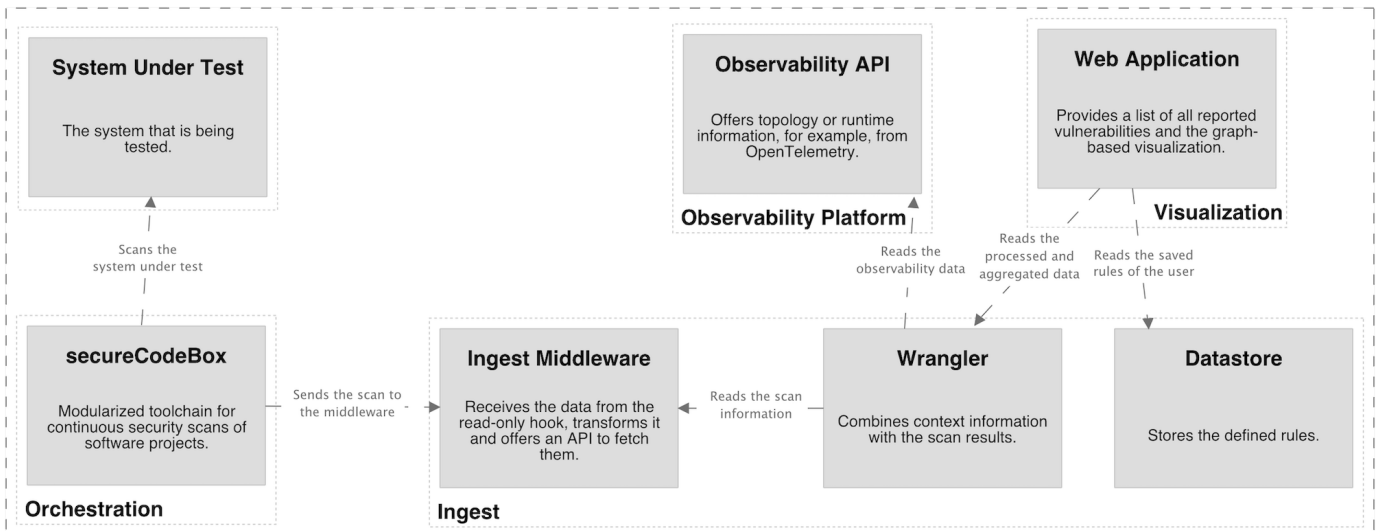 System Under Test
The system that is being
tested.
Observability API
Offers topology or runtime
information, for example, from
OpenTelemetry.
Observability Platform
Web Application
Provides a list of all reported
vulnerabilities and the graph-
based visualization.
Visualization
Scans the
system under test
Reads the
observability data
Reads the
processed and
aggregated data
Reads the saved
rules of the user
secureCodeBox
Modularized toolchain for
continuous security scans of
software projects.
Orchestration
Sends the scan to
the middleware
Ingest Middleware
Receives the data from the
read-only hook, transforms it
and offers an API to fetch
them.
Reads the scan
information
Wrangler
Combines context information
with the scan results.
Datastore
Stores the defined rules.
Ingest